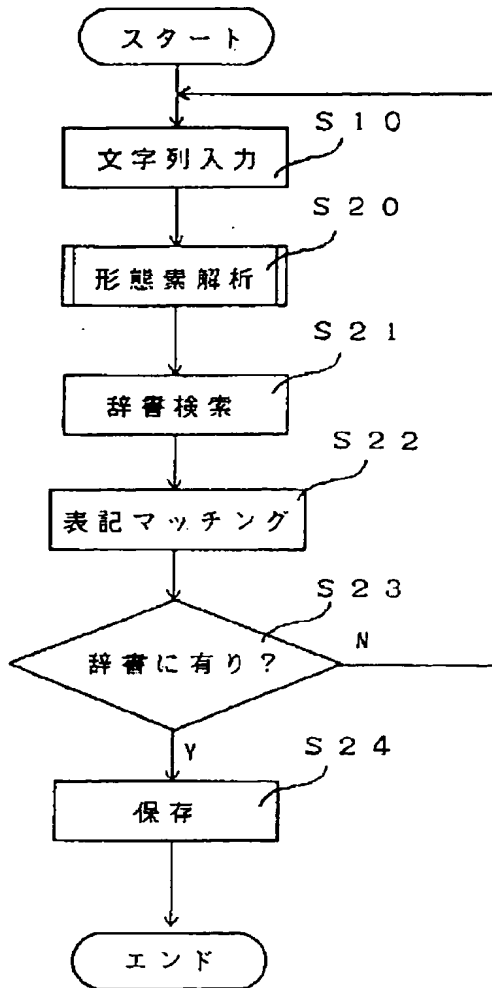 スタート
S10
文字列入力
S20
形態素解析
S21
辞書検索
S22
表記マッチング
S23
辞書に有り?
N
Y
S24
保存
エンド